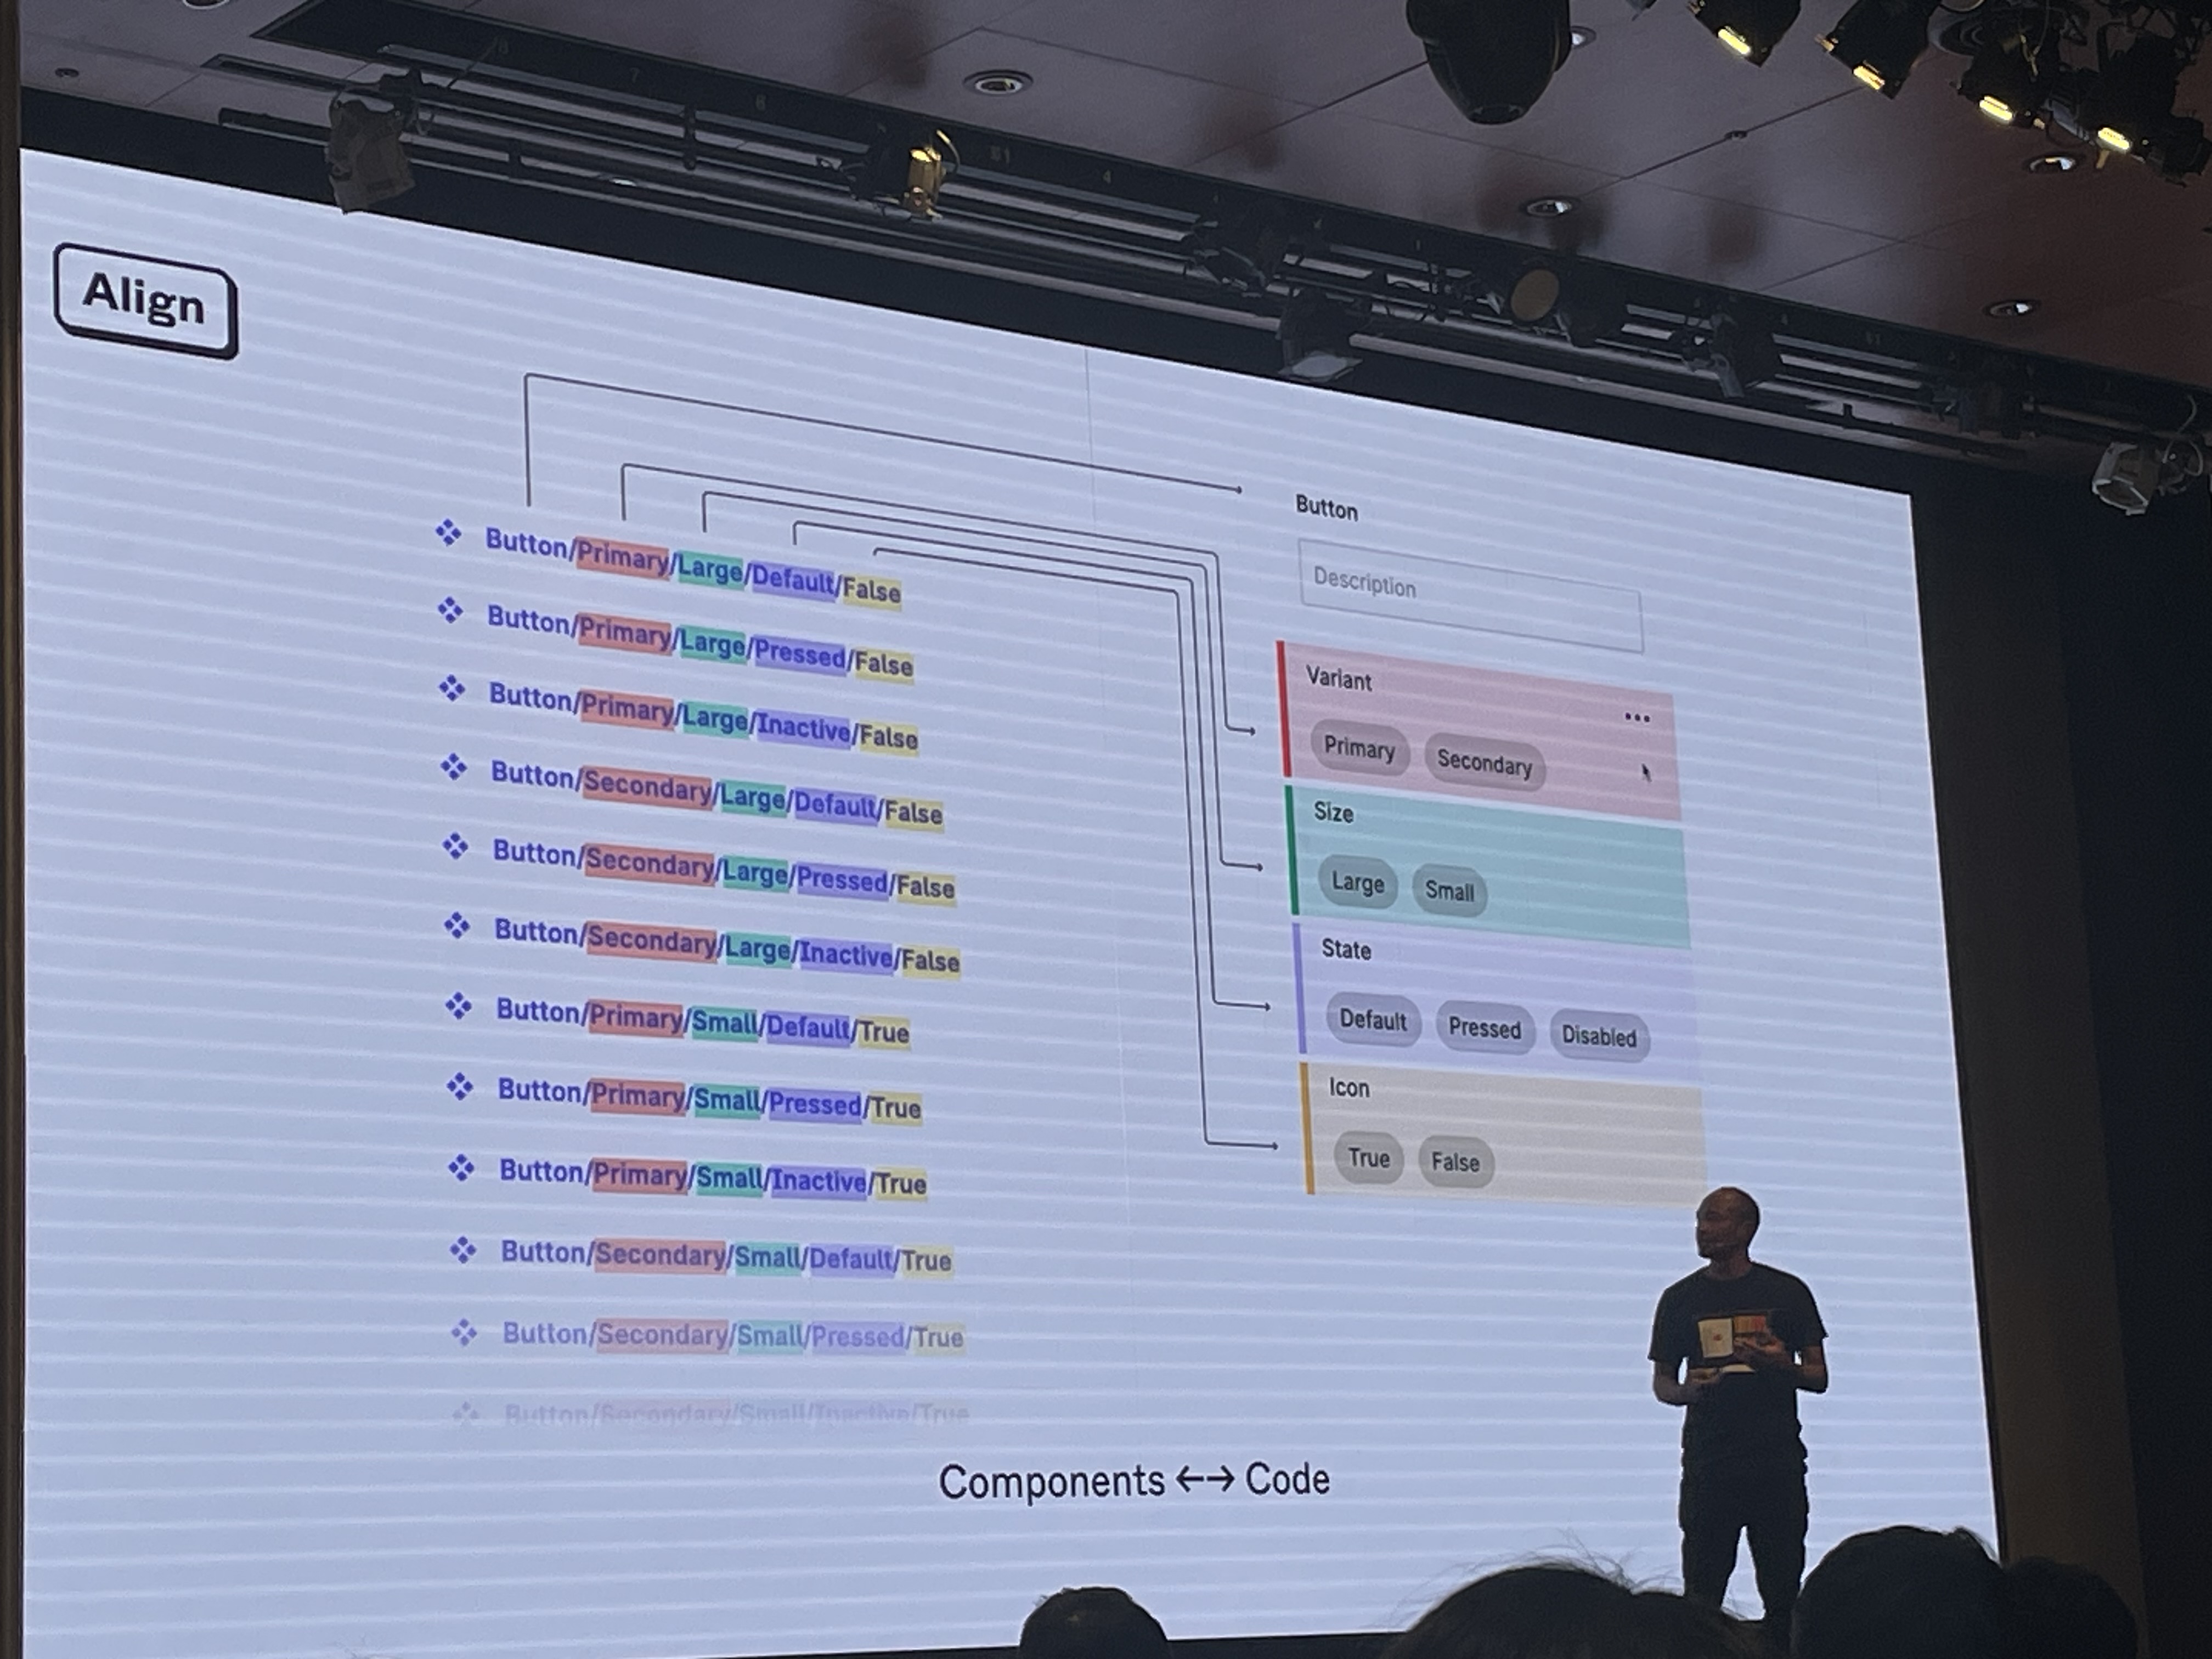 Align
Button/Primary/Large/Default/False
Button/Primary/Large/Pressed/False
Button/Primary/Large/Inactive/False
Button/Secondary/Large/Default/False
Button/Secondary/Large/Pressed/False
Button/Secondary/Large/Inactive/False
Button/Primary/Small/Default/True
Button/Primary/Small/Pressed/True
Button/Primary/Small/Inactive/True
Button/Secondary/Small/Default/True
Button/Secondary/Small/Pressed/True
Button/Secondary/Small/Inactive/True
Button
Description
Variant
Primary Secondary
Size
Large Small
State
Default Pressed Disabled
Icon
True False
Components ↔ Code